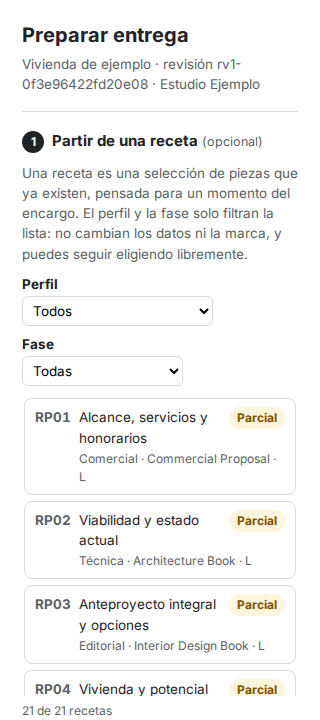 Preparar entrega
Vivienda de ejemplo · revisión rv1-
0f3e96422fd20e08 · Estudio Ejemplo
1 Partir de una receta (opcional)
Una receta es una selección de piezas que
ya existen, pensada para un momento del
encargo. El perfil y la fase solo filtran la
lista: no cambian los datos ni la marca, y
puedes seguir eligiendo libremente.
Perfil
Todos
Fase
Todas
RP01 Alcance, servicios y Parcial
honorarios
Comercial · Commercial Proposal ·
L
RP02 Viabilidad y estado Parcial
actual
Técnica · Architecture Book · L
RP03 Anteproyecto integral Parcial
y opciones
Editorial · Interior Design Book · L
RP04 Vivienda y potencial Parcial
21 de 21 recetas